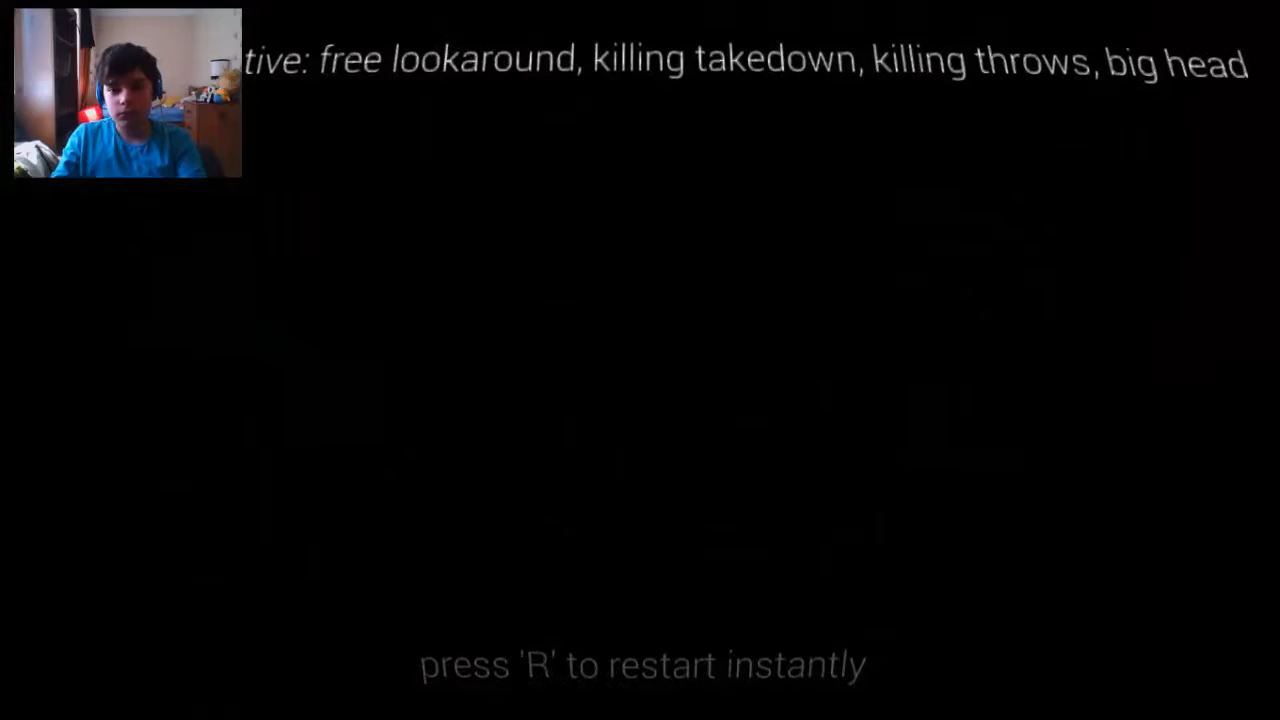 tive: free lookaround, killing takedown, killing throws, big head
press 'R' to restart instantly